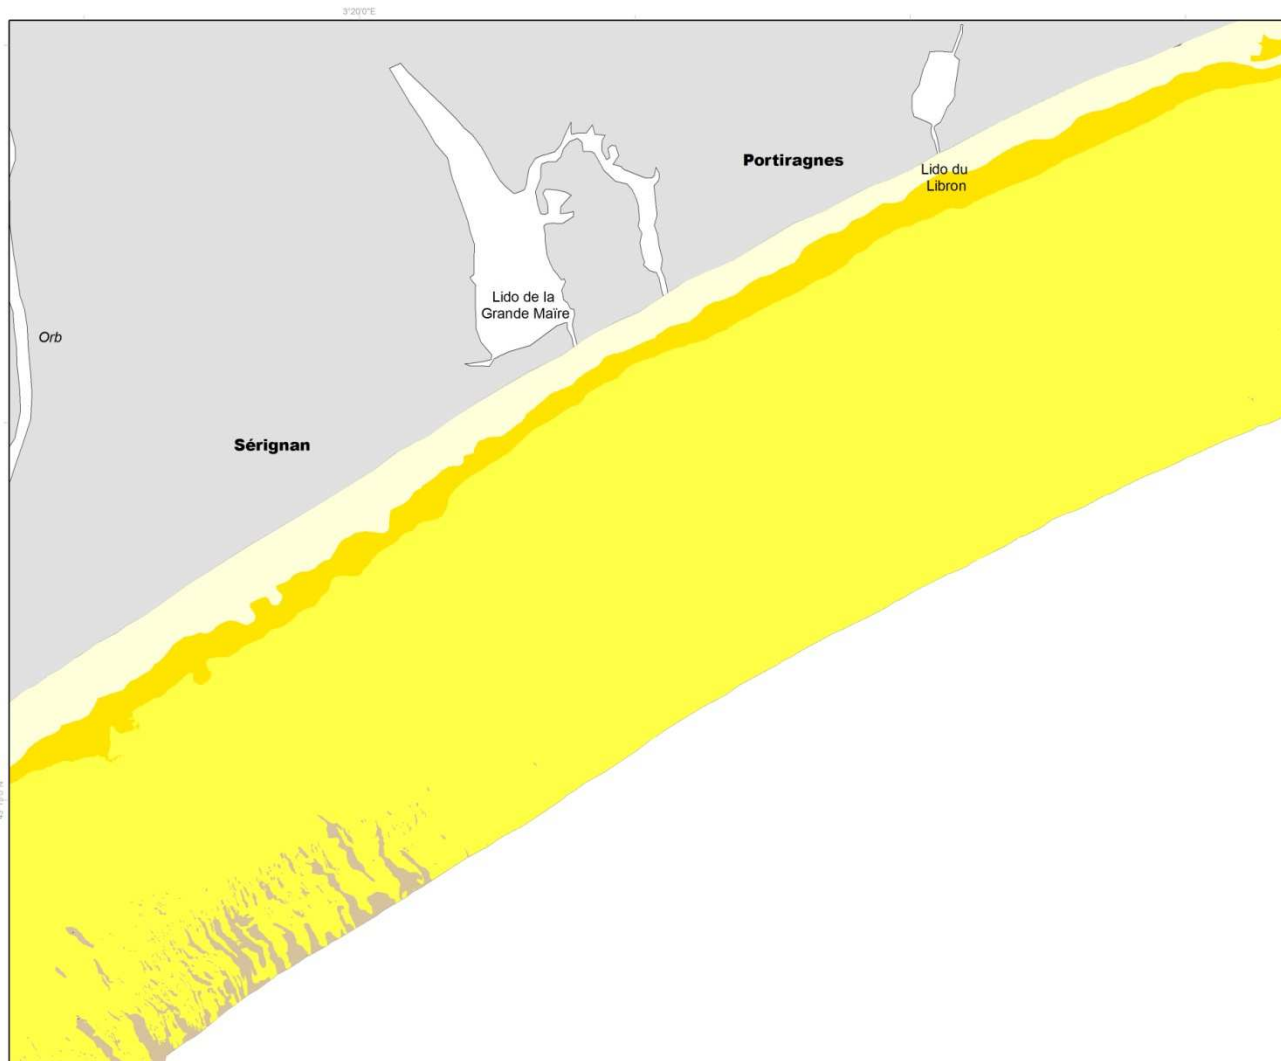 3°20'0"E
Portiragnes
Lido du
Libron
Lido de la
Grande Maïre
Orb
Sérignan